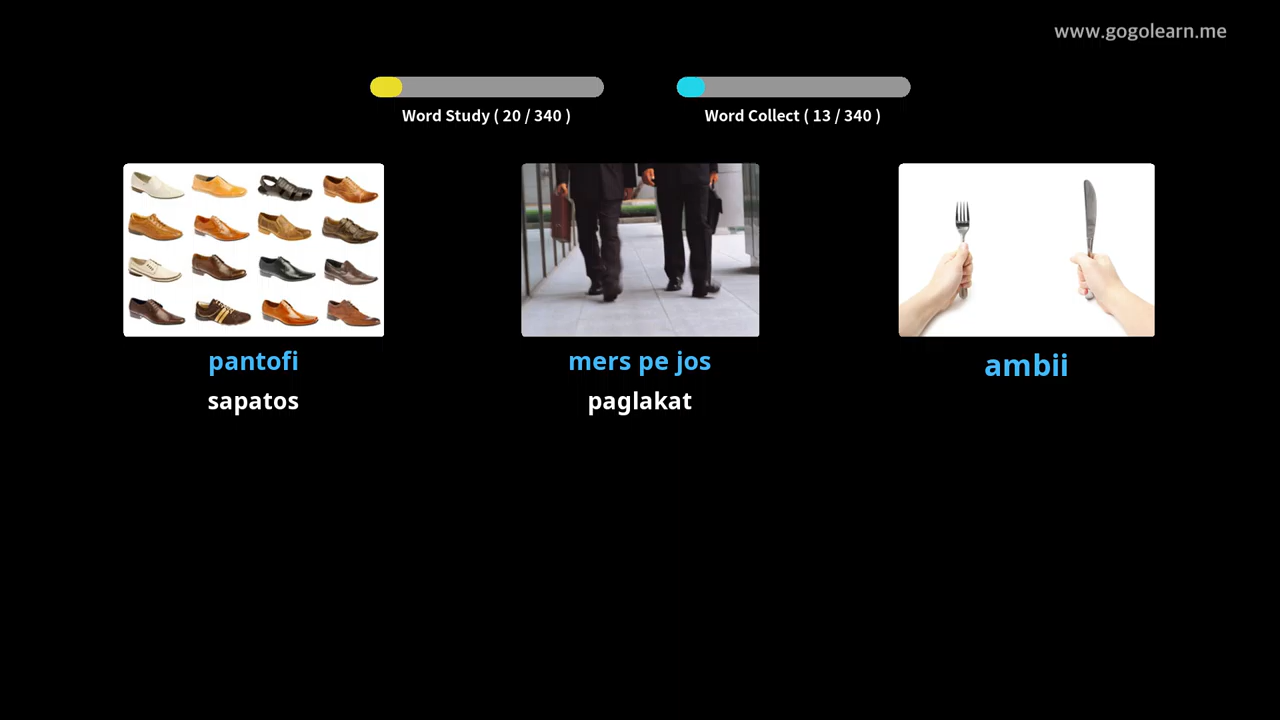 www.gogolearn.me
Word Study ( 20 / 340 )
Word Collect ( 13 / 340 )
pantofi
sapatos
mers pe jos
paglakat
ambii